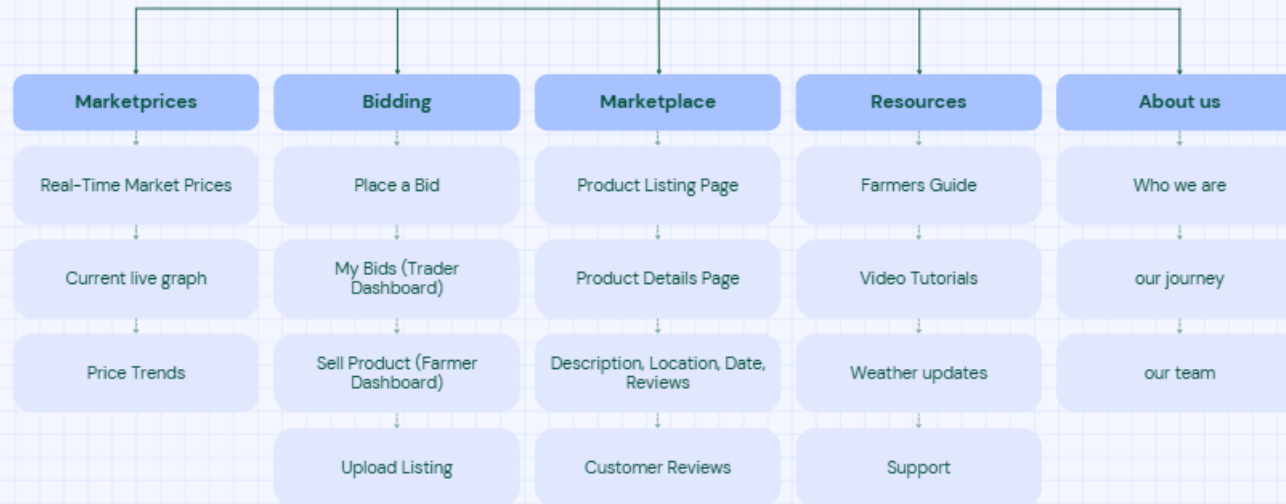 Marketprices
Bidding
Marketplace
Resources
About us
Real-Time Market Prices
Place a Bid
Product Listing Page
Farmers Guide
Who we are
Current live graph
My Bids (Trader
Dashboard)
Product Details Page
Video Tutorials
our journey
Price Trends
Sell Product (Farmer
Dashboard)
Description, Location, Date,
Reviews
Weather updates
our team
Upload Listing
Customer Reviews
Support